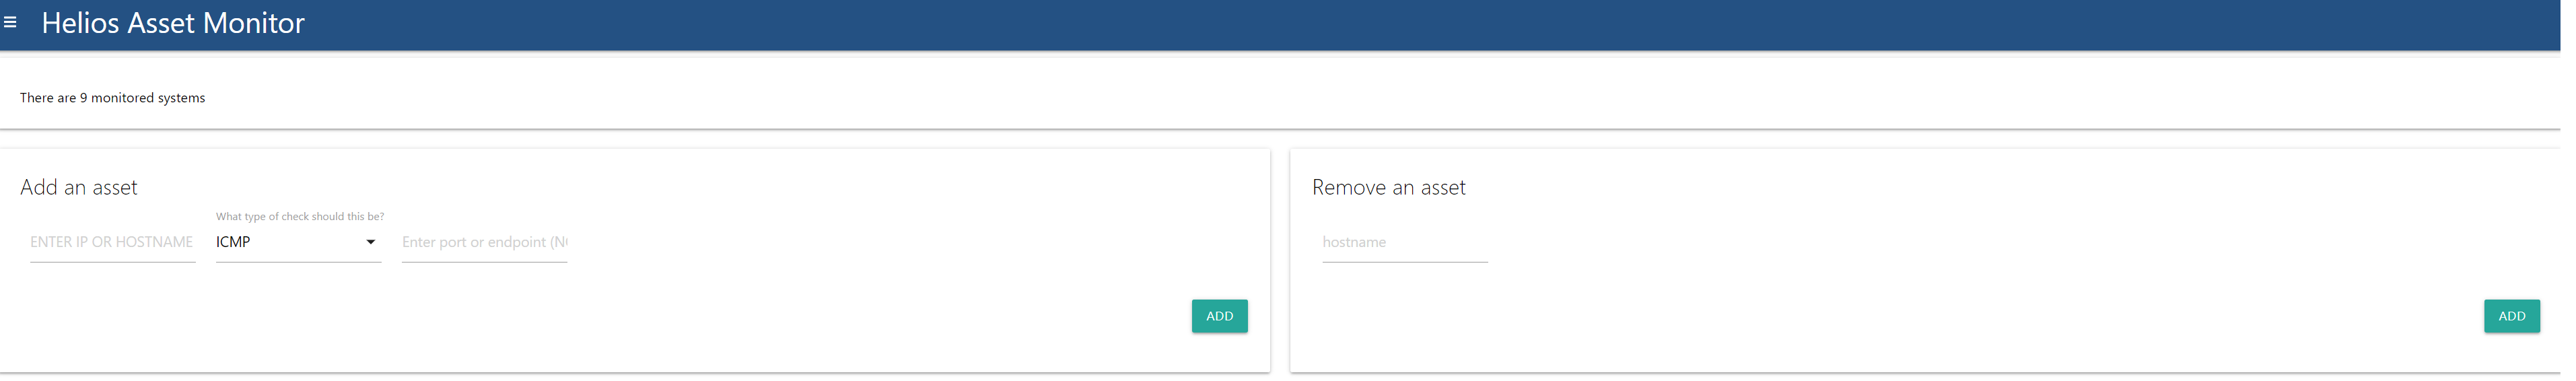 Helios Asset Monitor
There are 9 monitored systems
Add an asset
What type of check should this be?
ENTER IP OR HOSTNAME
ICMP
Enter port or endpoint (N
ADD
Remove an asset
hostname
ADD